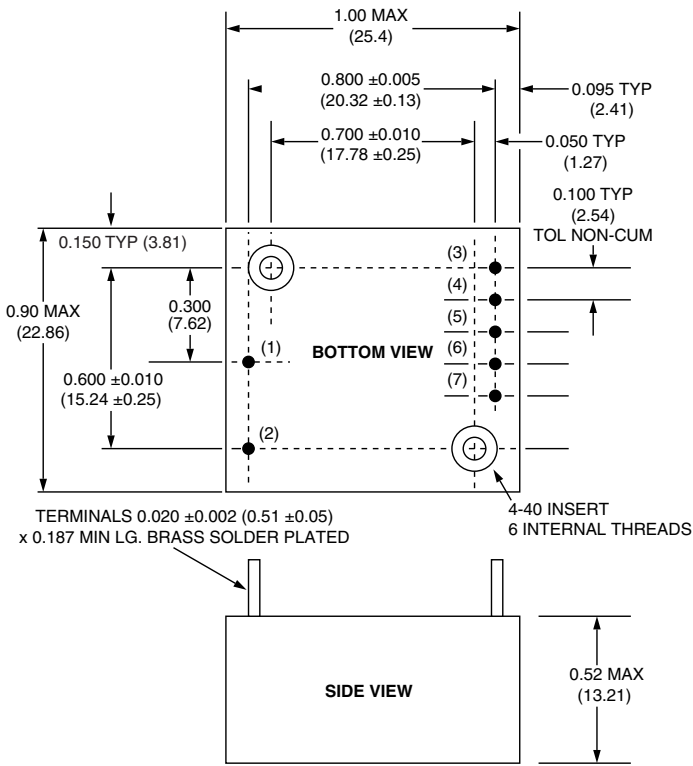 1.00 MAX
(25.4)
0.800 ±0.005
(20.32 ±0.13)
0.095 TYP
(2.41)
0.700 ±0.010
(17.78 ±0.25)
0.050 TYP
(1.27)
0.100 TYP
(2.54)
TOL NON-CUM
0.150 TYP (3.81)
(3)
(4)
0.90 MAX
(22.86)
0.300
(7.62)
(5)
(1)
BOTTOM VIEW
(6)
0.600 ±0.010
(15.24 ±0.25)
(7)
(2)
4-40 INSERT
6 INTERNAL THREADS
TERMINALS 0.020 ±0.002 (0.51 ±0.05)
x 0.187 MIN LG. BRASS SOLDER PLATED
SIDE VIEW
0.52 MAX
(13.21)